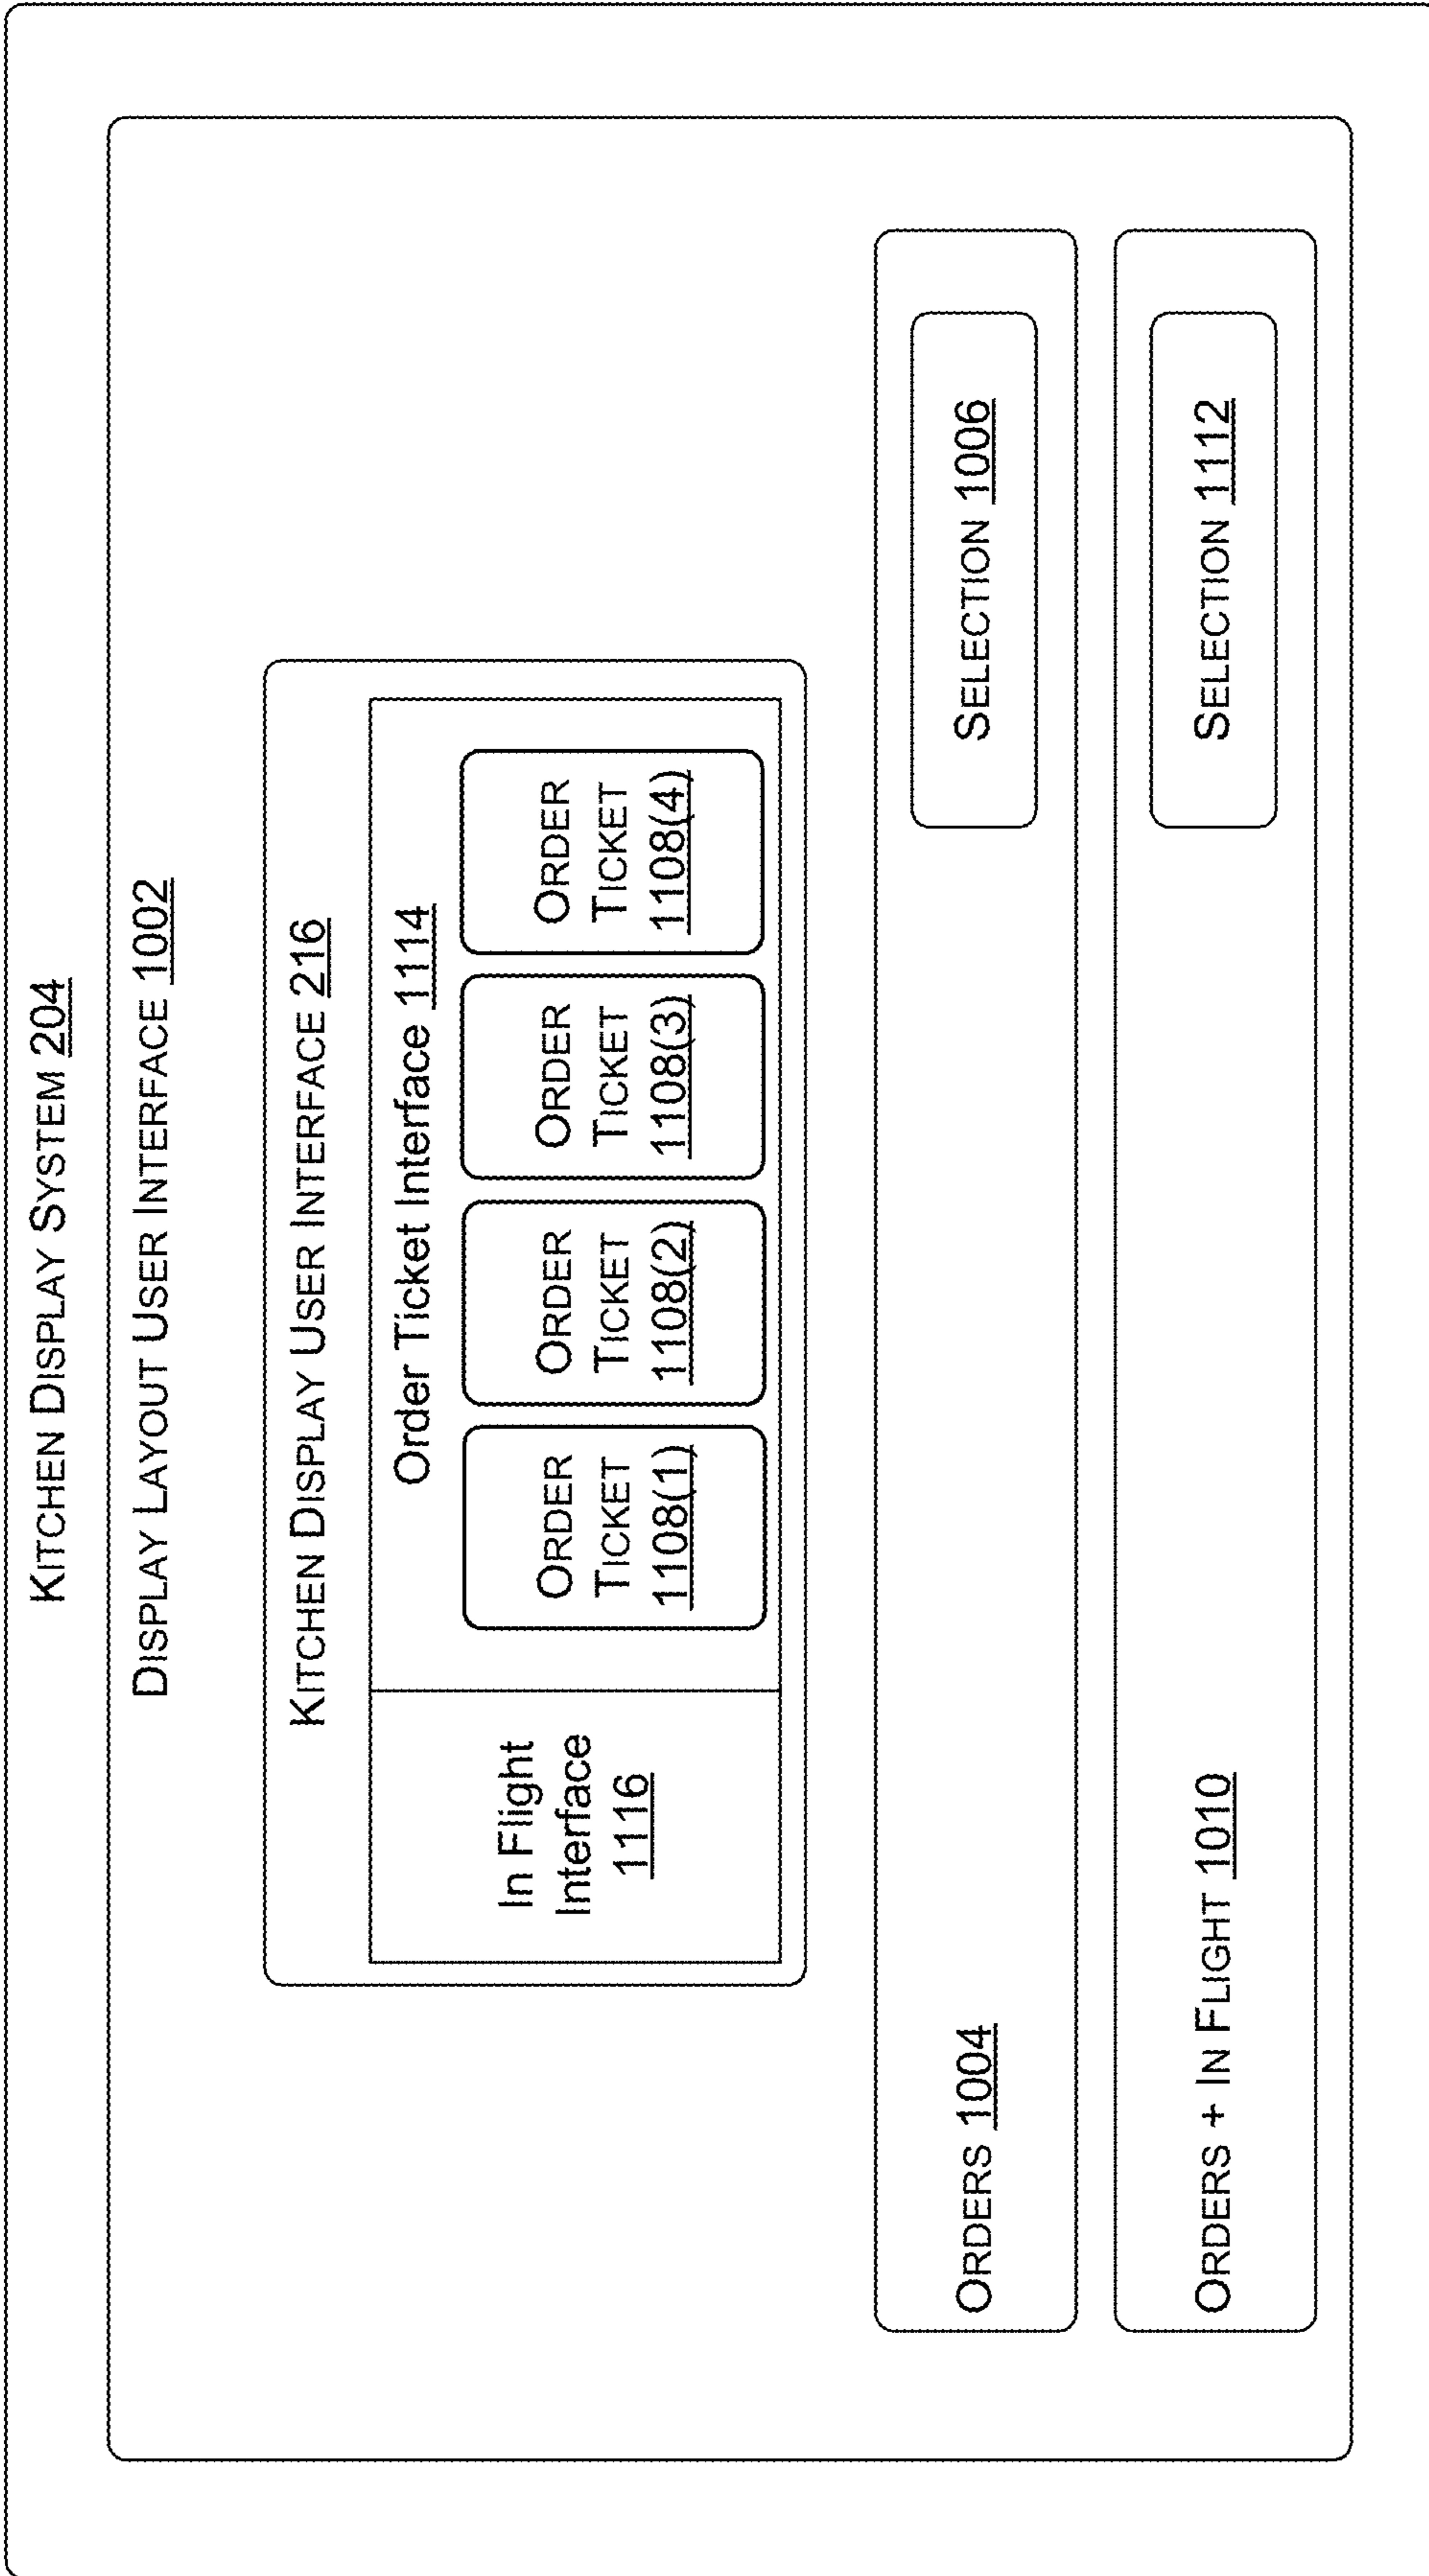 KITCHEN DISPLAY SYSTEM 204
DISPLAY LAYOUT USER INTERFACE 1002
KITCHEN DISPLAY USER INTERFACE 216
In Flight
Interface
1116
Order Ticket Interface 1114
ORDER
TICKET
1108(1)
ORDER
TICKET
1108(2)
ORDER
TICKET
1108(3)
ORDER
TICKET
1108(4)
ORDERS 1004
SELECTION 1006
ORDERS + IN FLIGHT 1010
SELECTION 1112